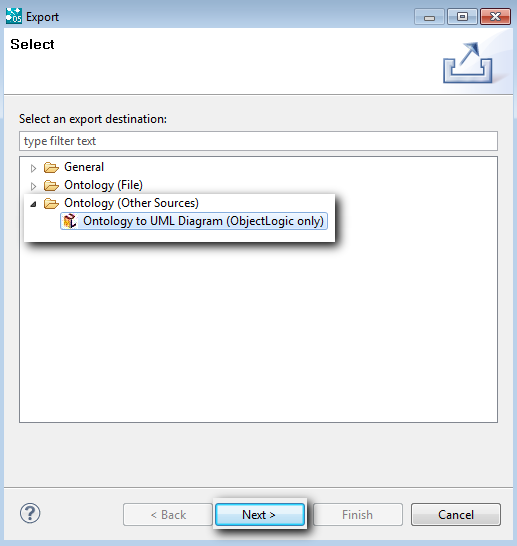 DS Export
Select
Select an export destination:
type filter text
General
Ontology (File)
Ontology (Other Sources)
Ontology to UML Diagram (ObjectLogic only)
?
< Back Next > Finish Cancel